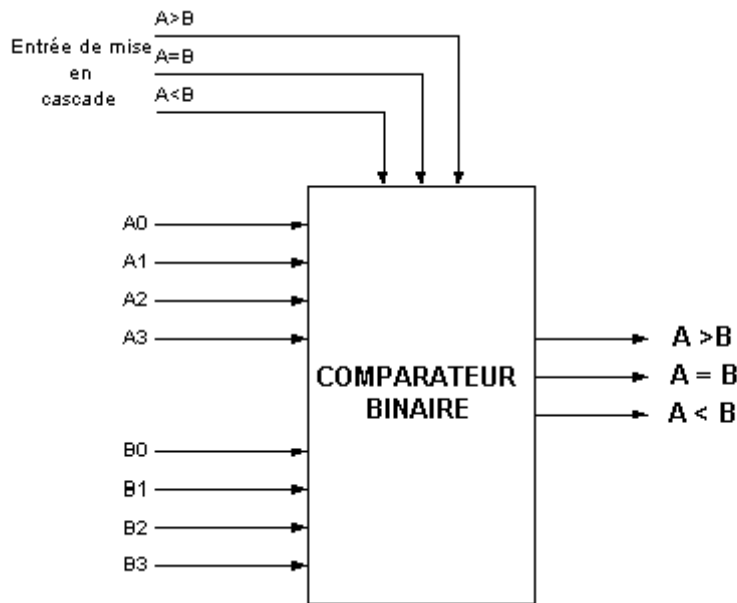 A>B
Entrée de mise
en
cascade
A=B
A<B
A0
A1
A2
A3
B0
B1
B2
B3
COMPARATEUR
BINAIRE
A >B
A = B
A < B